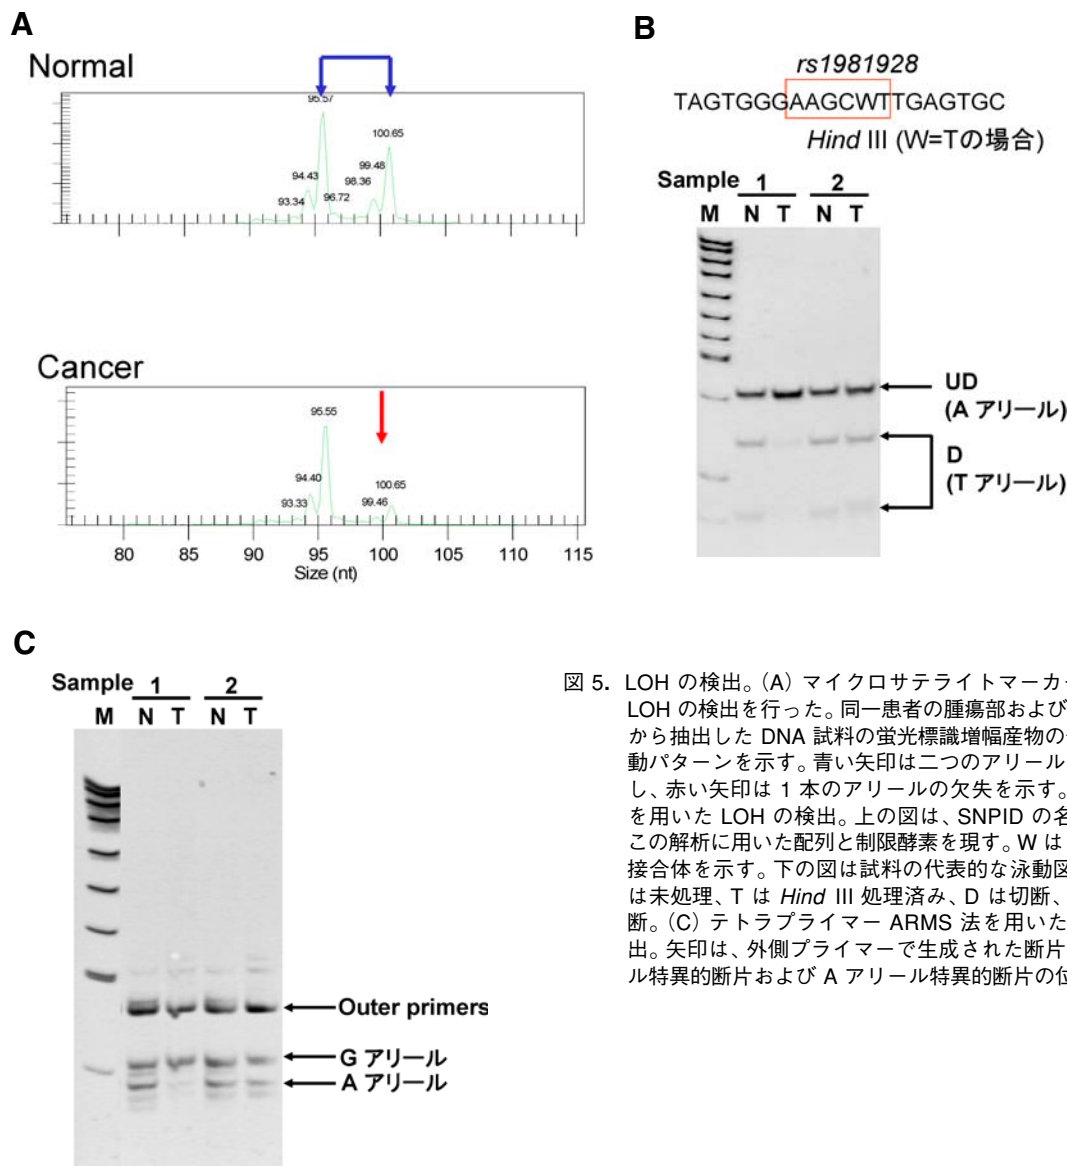 A
Normal
95.57
100.65
99.48
94.43
98.36
93.34
96.72
Cancer
95.55
94.40
100.65
93.33
99.46
80 85 90 95 100 105 110 115
Size (nt)
B
rs1981928
TAGTGGGAAGCWTTGAGTGC
Hind III (W=Tの場合)
Sample 1 2
M N T N T
UD
(A アリール)
D
(T アリール)
C
Sample 1 2
M N T N T
Outer primers
G アリール
A アリール
図 5. LOH の検出。(A) マイクロサテライトマーカー
LOH の検出を行った。同一患者の腫瘍部および
から抽出した DNA 試料の蛍光標識増幅産物の
動パターンを示す。青い矢印は二つのアリール
し、赤い矢印は 1 本のアリールの欠失を示す。
を用いた LOH の検出。上の図は、SNPID の名
この解析に用いた配列と制限酵素を現す。W は
接合体を示す。下の図は試料の代表的な泳動図
は未処理、T は Hind III 処理済み、D は切断、
断。(C) テトラプライマー ARMS 法を用いた
出。矢印は、外側プライマーで生成された断片
ル特異的断片および A アリール特異的断片の位